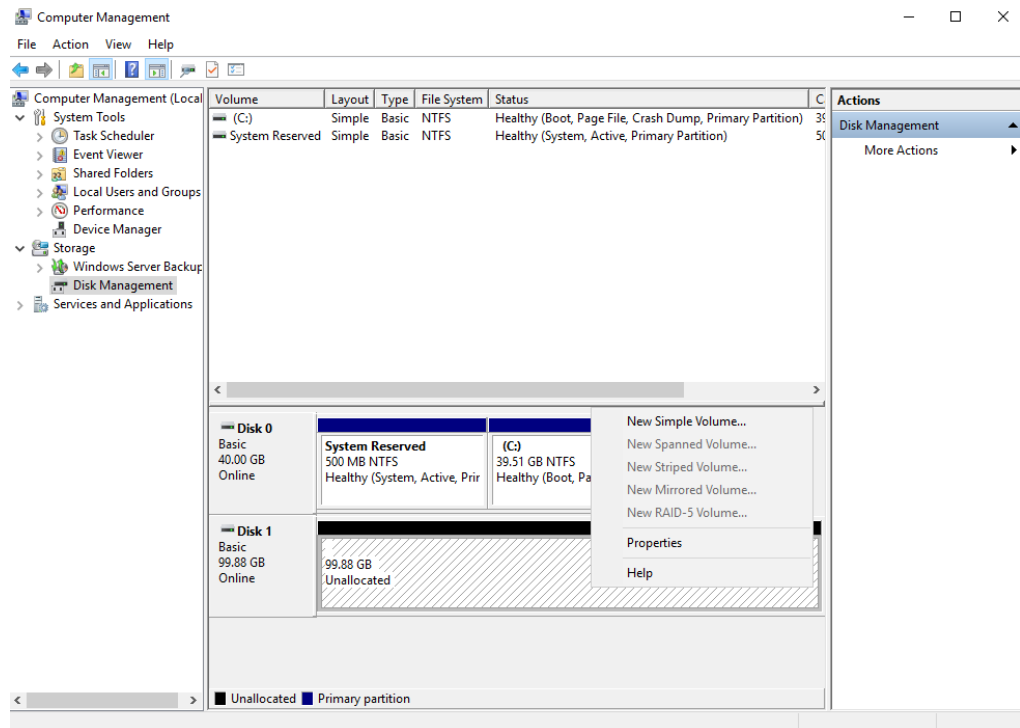 Computer Management
File Action View Help
Computer Management (Local
System Tools
Task Scheduler
Event Viewer
Shared Folders
Local Users and Groups
Performance
Device Manager
Storage
Windows Server Backup
Disk Management
Services and Applications
Volume Layout Type File System Status C
(C:) Simple Basic NTFS Healthy (Boot, Page File, Crash Dump, Primary Partition) 39
System Reserved Simple Basic NTFS Healthy (System, Active, Primary Partition) 50
Actions
Disk Management
More Actions
Disk 0
Basic
40.00 GB
Online
System Reserved
500 MB NTFS
Healthy (System, Active, Prir
(C:)
39.51 GB NTFS
Healthy (Boot, Pa
New Simple Volume...
New Spanned Volume...
New Striped Volume...
New Mirrored Volume...
New RAID-5 Volume...
Properties
Help
Disk 1
Basic
99.88 GB
Online
99.88 GB
Unallocated
Unallocated Primary partition